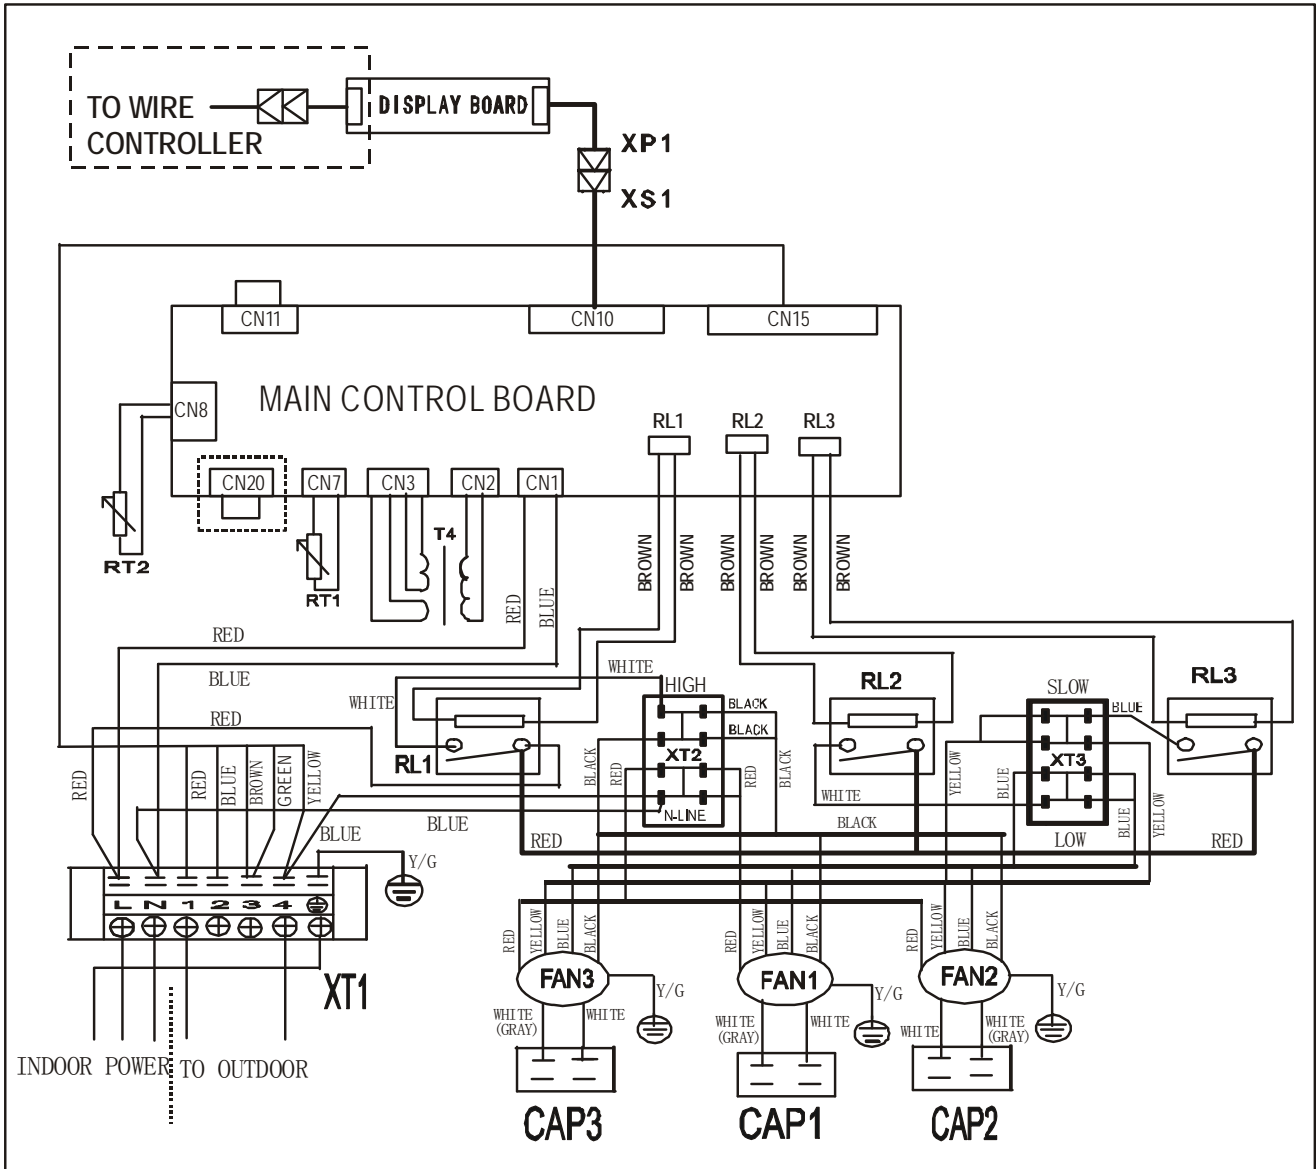 TO WIRE
CONTROLLER
DISPLAY BOARD
XP1
XS1
CN11
CN10
CN15
CN8
MAIN CONTROL BOARD
RL1
RL2
RL3
CN20
CN7
CN3
CN2
CN1
RT2
RT1
T4
RED
BLUE
BROWN
BROWN
BROWN
BROWN
BROWN
BROWN
RED
BLUE
RED
WHITE
WHITE
HIGH
BLACK
BLACK
XT2
N-LINE
RL1
BLACK
RED
RED
BLACK
RL2
WHITE
SLOW
BLUE
XT3
LOW
YELLOW
BLUE
BLUE
YELLOW
RL3
RED
RED
RED
BLUE
BROWN
GREEN
YELLOW
BLUE
BLUE
RED
BLACK
Y/G
L N 1 2 3 4
XT1
INDOOR POWER
TO OUTDOOR
RED
YELLOW
BLUE
BLACK
RED
YELLOW
BLUE
BLACK
RED
YELLOW
BLUE
BLACK
FAN3
FAN1
FAN2
Y/G
Y/G
Y/G
WHITE
(GRAY)
WHITE
WHITE
(GRAY)
WHITE
WHITE
WHITE
(GRAY)
CAP3
CAP1
CAP2